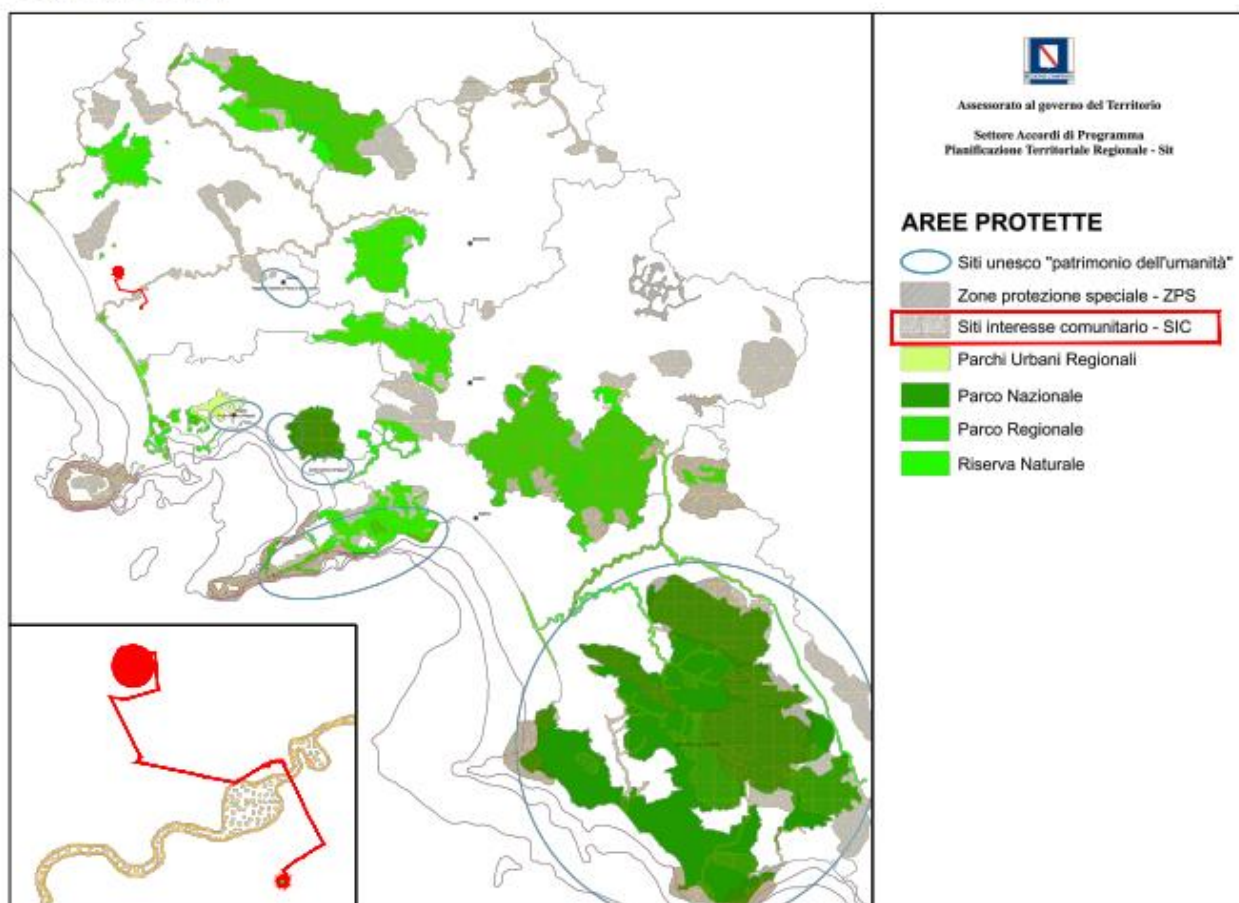 Assessorato al governo del Territorio
Settore Accordi di Programma
Pianificazione Territoriale Regionale - Sit
AREE PROTETTE
Siti unesco "patrimonio dell'umanità"
Zone protezione speciale - ZPS
Siti interesse comunitario - SIC
Parchi Urbani Regionali
Parco Nazionale
Parco Regionale
Riserva Naturale